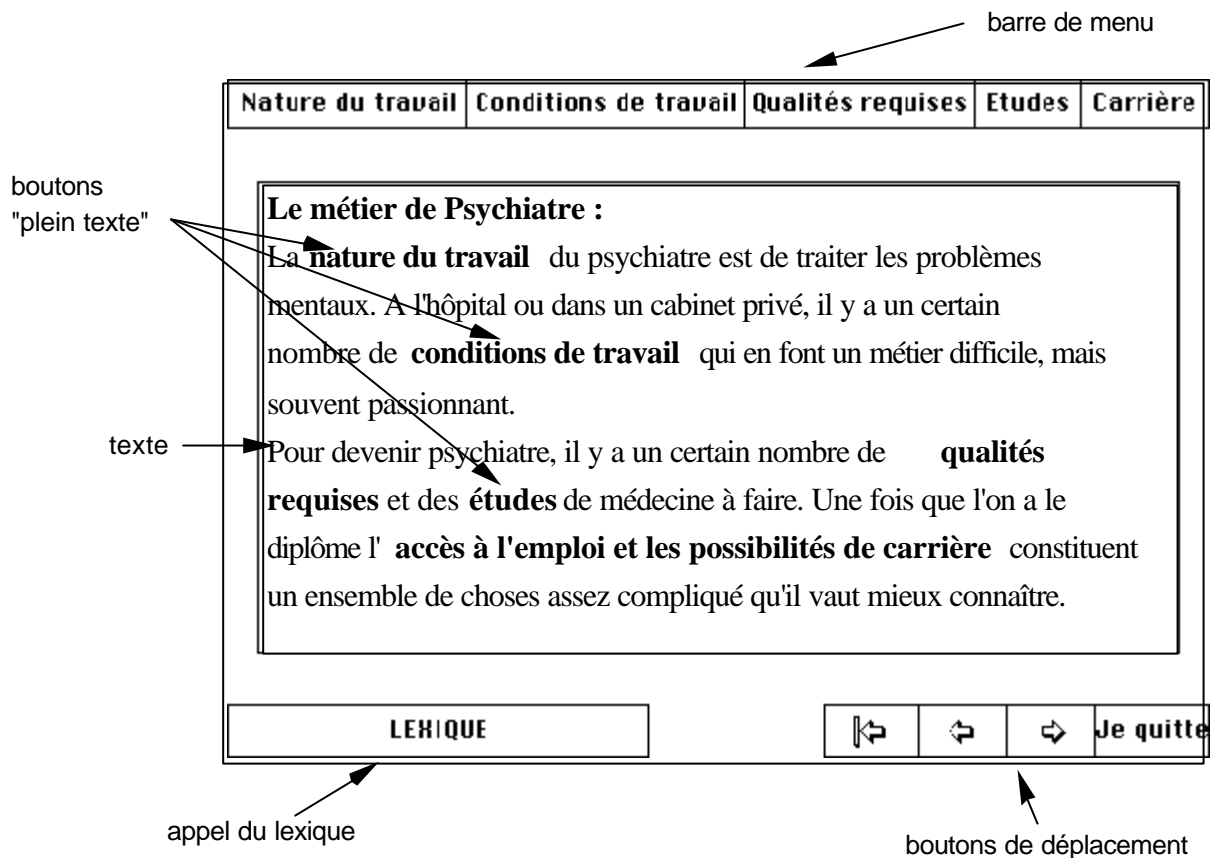 barre de menu
Nature du travail Conditions de travail Qualités requises Etudes Carrière
boutons
"plein texte"
Le métier de Psychiatre :
La nature du travail du psychiatre est de traiter les problèmes
mentaux. A l'hôpital ou dans un cabinet privé, il y a un certain
nombre de conditions de travail qui en font un métier difficile, mais
souvent passionnant.
texte
Pour devenir psychiatre, il y a un certain nombre de qualités
requises et des études de médecine à faire. Une fois que l'on a le
diplôme l' accès à l'emploi et les possibilités de carrière constituent
un ensemble de choses assez compliqué qu'il vaut mieux connaître.
LEXIQUE Je quitte
appel du lexique
boutons de déplacement